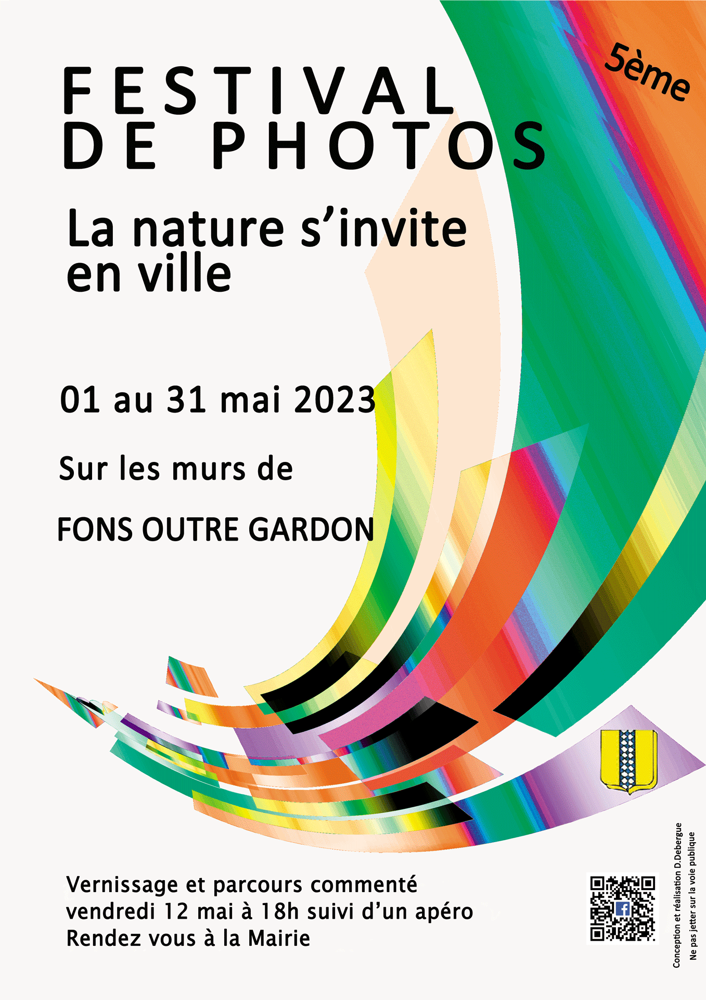 5ème
FESTIVAL
DE PHOTOS
La nature s’invite
en ville
01 au 31 mai 2023
Sur les murs de
FONS OUTRE GARDON
Vernissage et parcours commenté
vendredi 12 mai à 18h suivi d’un apéro
Rendez vous à la Mairie
Conception et réalisation D.Debergue
Ne pas jetter sur la voie publique